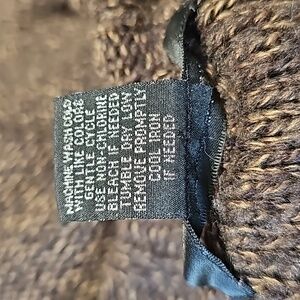 MACHINE WASH COLD
WITH LIKE COLORS
GENTLE CYCLE
USE NON-CHLORINE
BLEACH IF NEEDED
TUMBLE DRY LOW
REMOVE PROMPTLY
COOL IRON
IF NEEDED